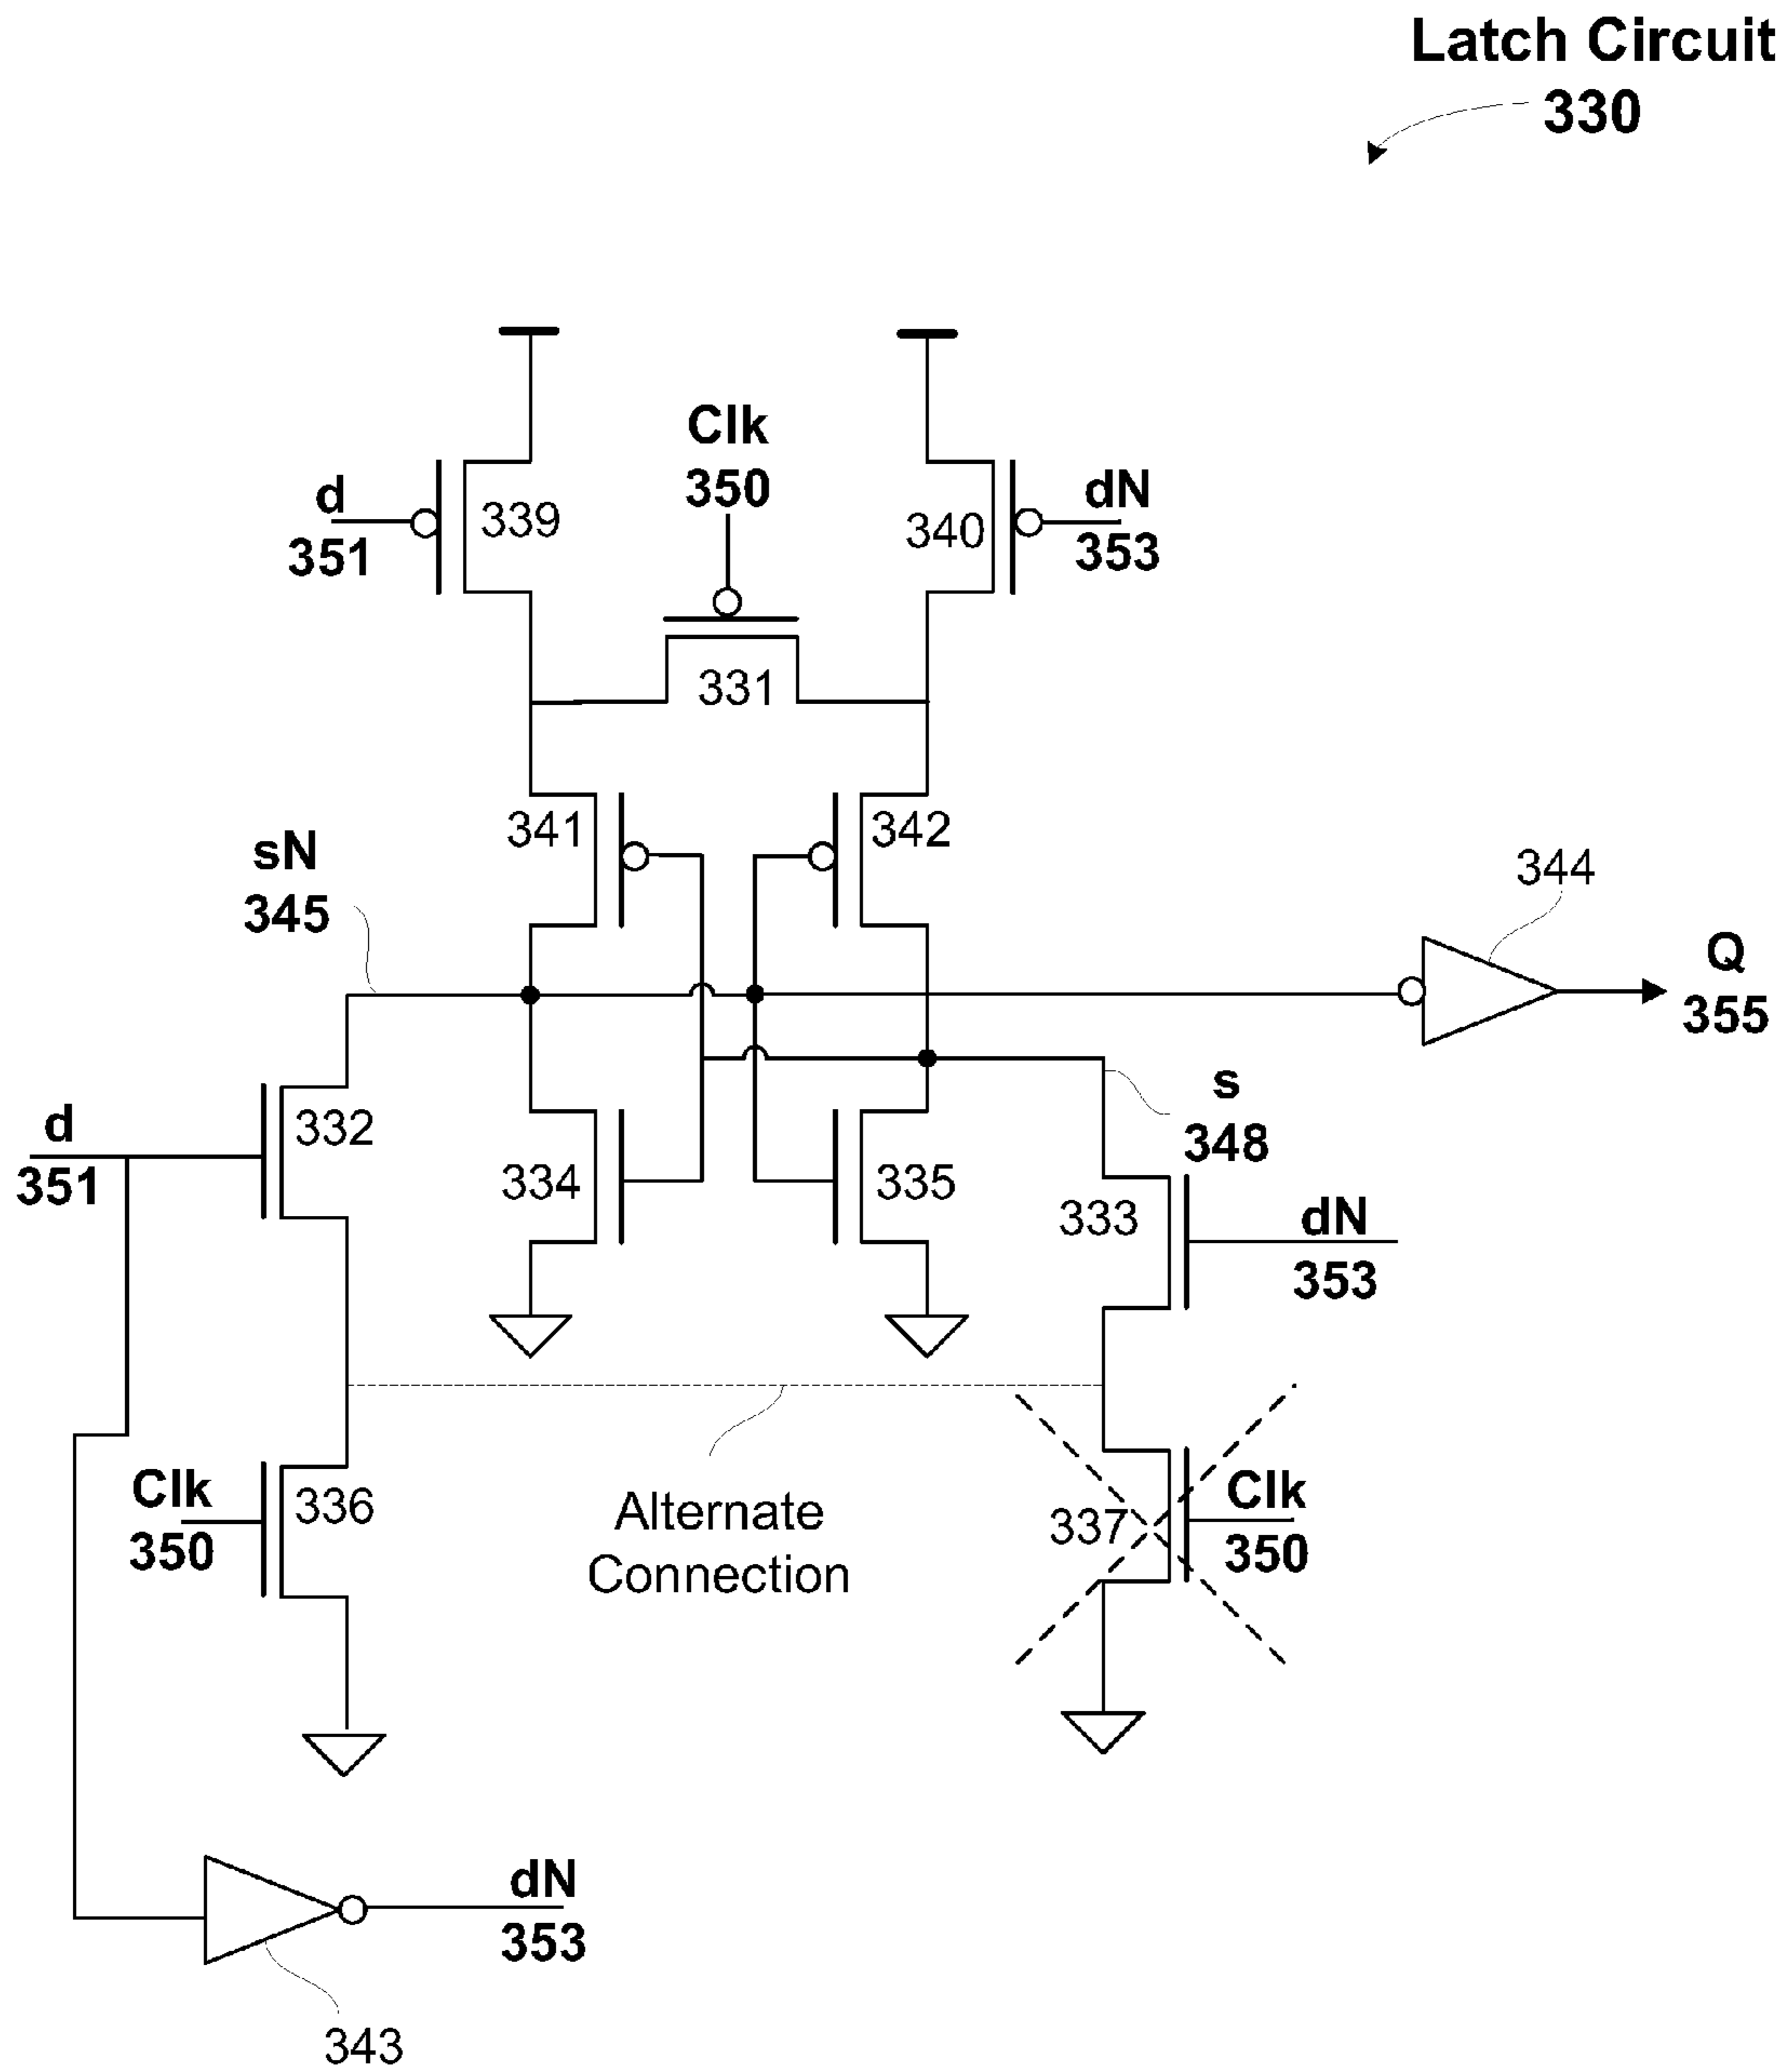 Latch Circuit
330
Clk
350
d
351
339
340
dN
353
331
341
342
sN
345
344
Q
355
s
348
d
351
332
334
335
333
dN
353
Clk
350
336
Alternate
Connection
337
Clk
350
dN
353
343